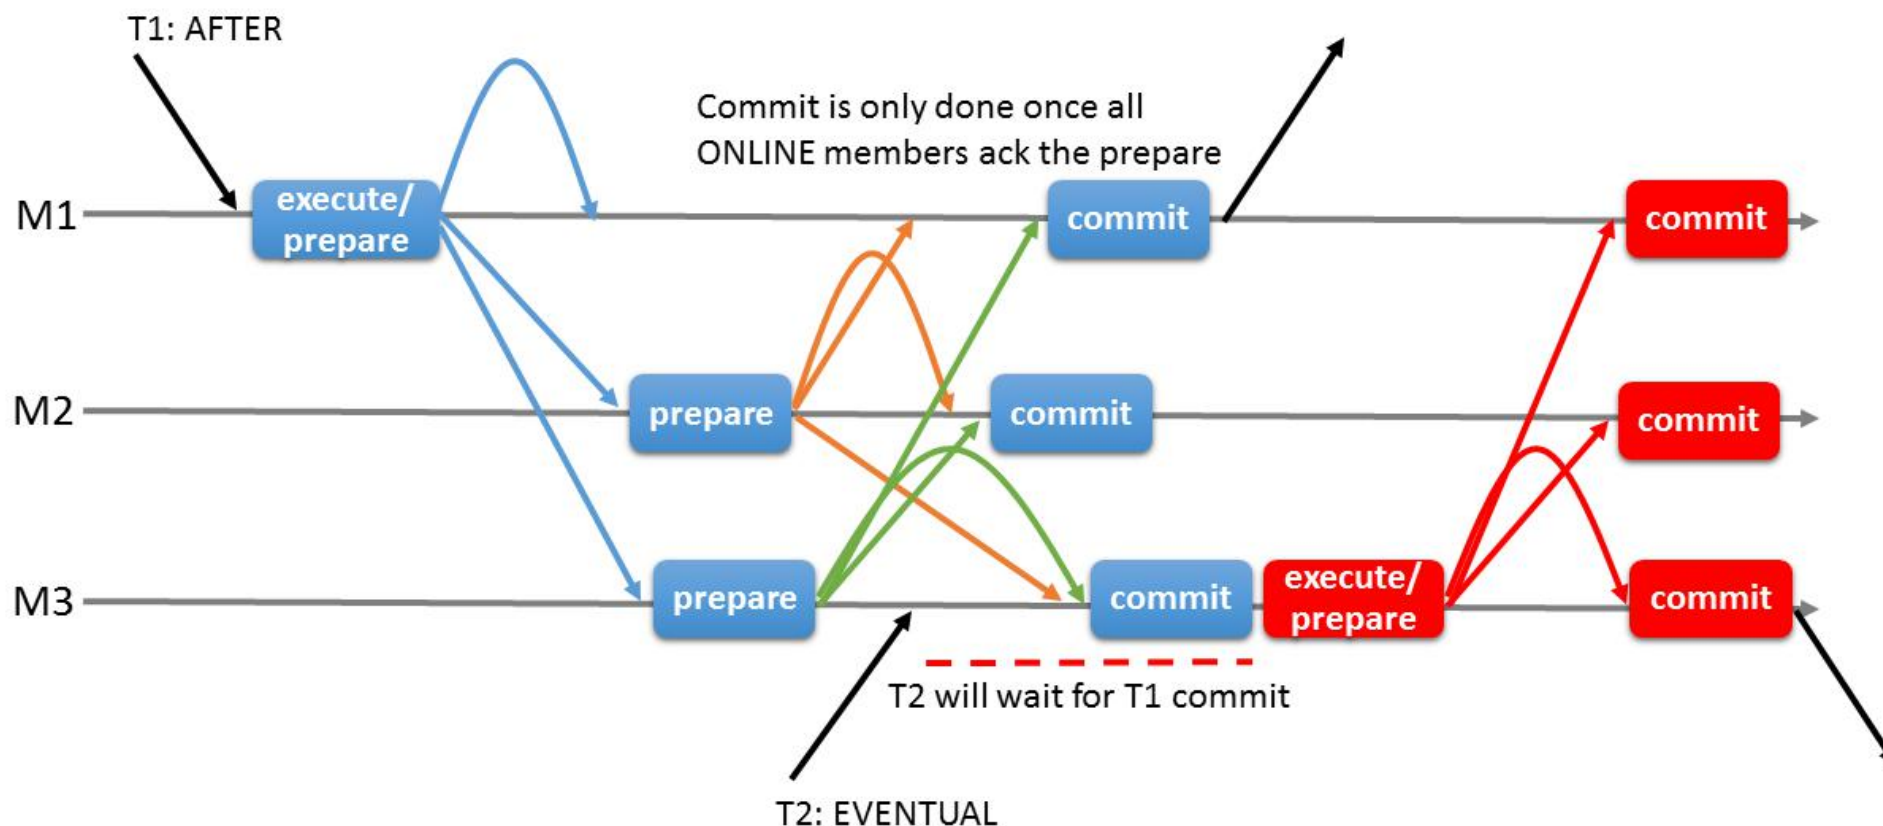 T1: AFTER
Commit is only done once all
ONLINE members ack the prepare
M1
execute/
prepare
commit
commit
M2
prepare
commit
commit
M3
prepare
commit
execute/
prepare
commit
T2 will wait for T1 commit
T2: EVENTUAL